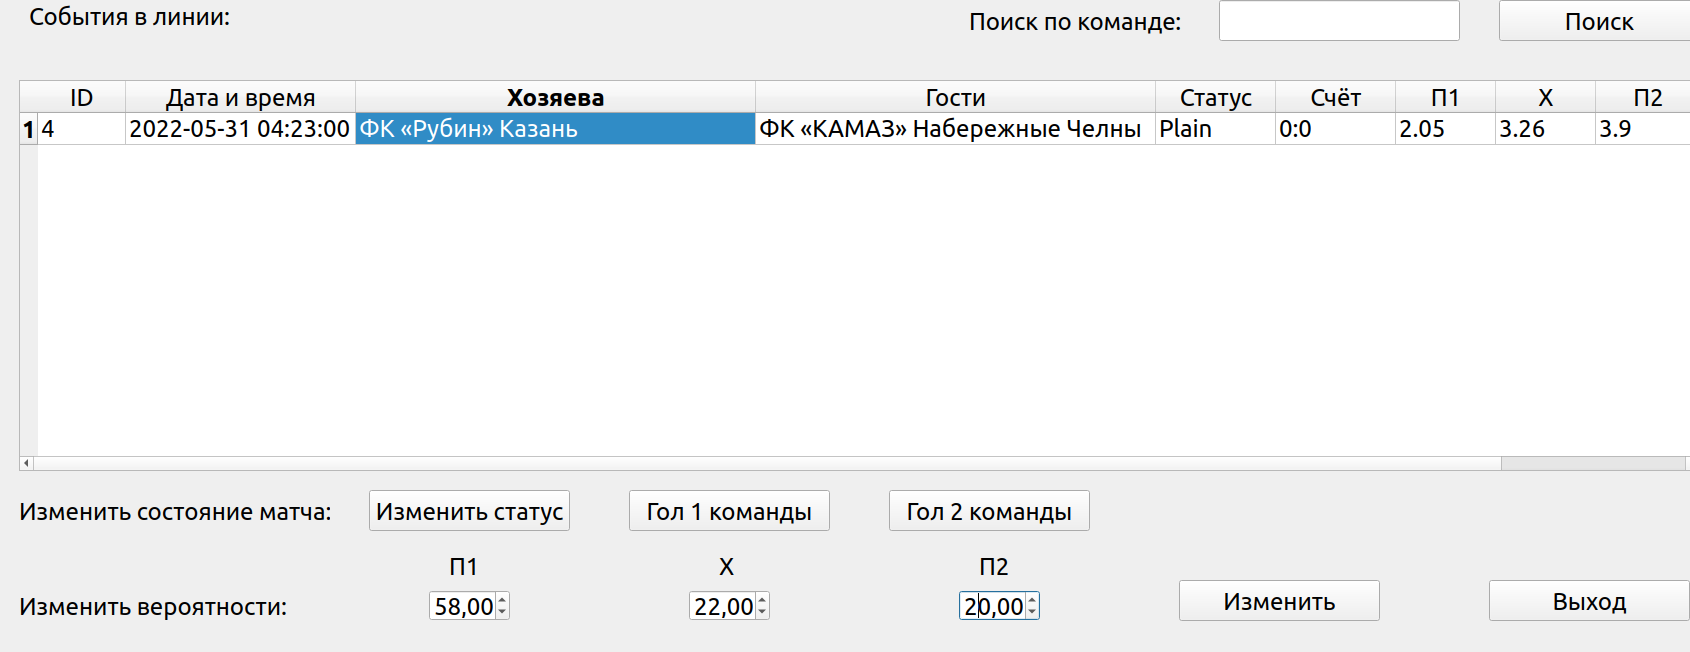 События в линии:
Поиск по команде: Поиск
ID Дата и время Хозяева Гости Статус Счёт П1 X П2
1 4 2022-05-31 04:23:00 ФК «Рубин» Казань ФК «КАМАЗ» Набережные Челны Plain 0:0 2.05 3.26 3.9
Изменить состояние матча: Изменить статус Гол 1 команды Гол 2 команды
П1 X П2
Изменить вероятности: 58,00 22,00 20,00 Изменить Выход